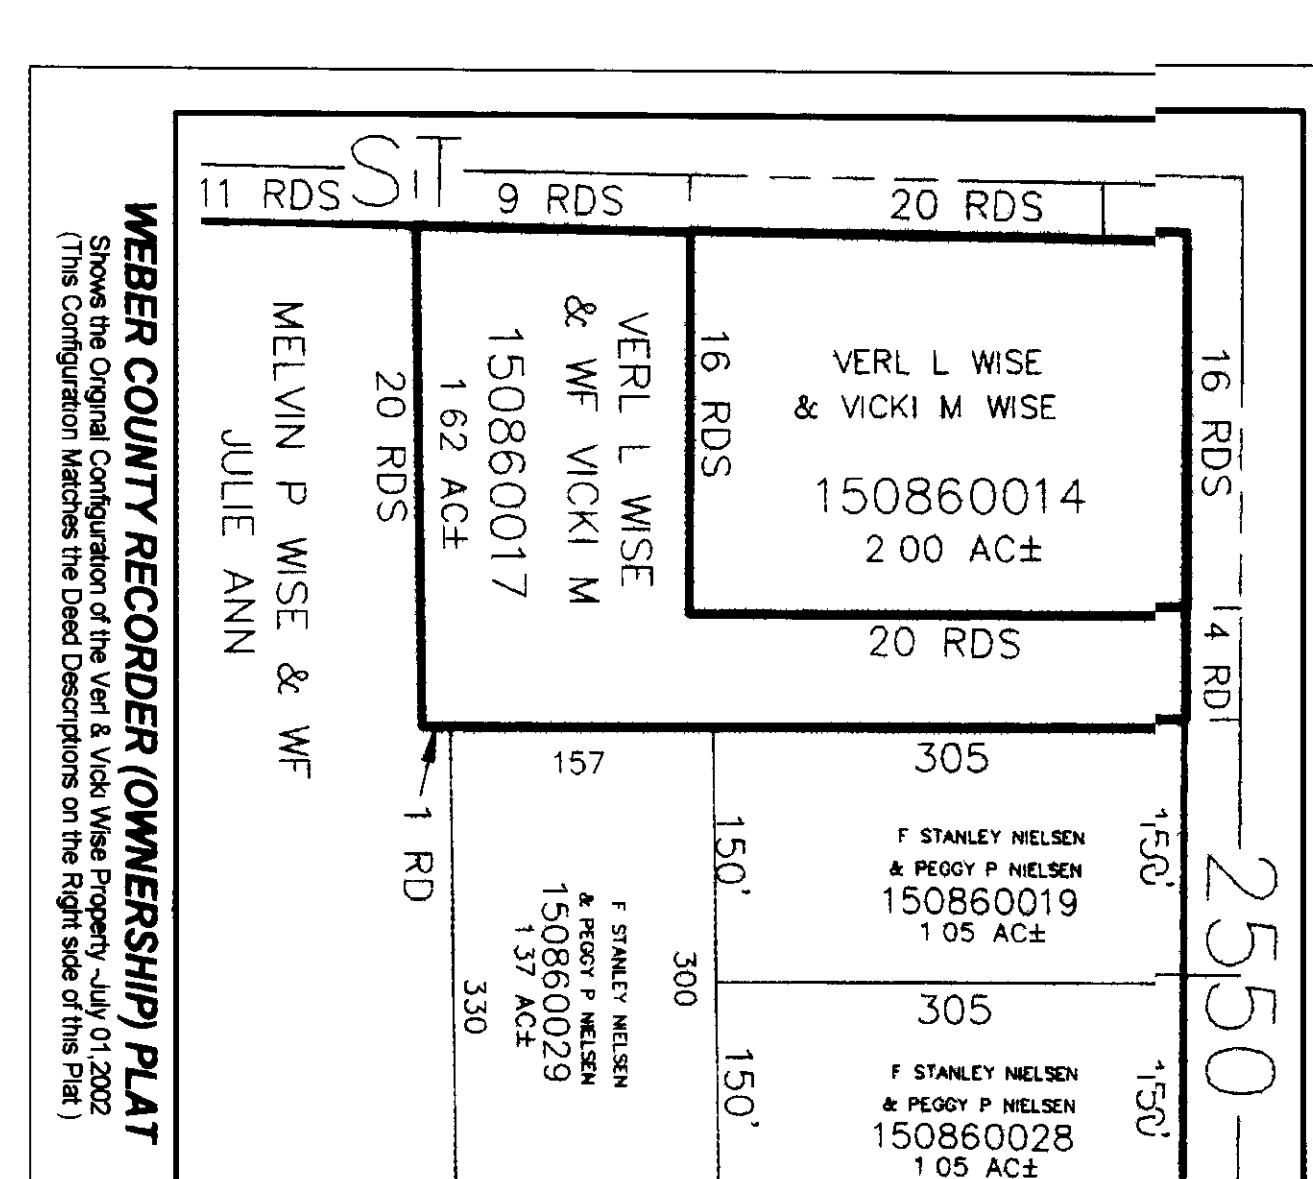 WEBER COUNTY RECORDER (OWNERSHIP) PLAT
Shows the Original Configuration of the Verl & Vicki Wise Property -July 01,2002
(This Configuration Matches the Deed Descriptions on the Right side of this Plat )
ST
11 RDS
9 RDS
20 RDS
MELVIN P WISE & WF
JULIE ANN
20 RDS
VERL L WISE
& WF VICKI M
150860017
1 62 AC±
16 RDS
VERL L WISE
& VICKI M WISE
150860014
2 00 AC±
16 RDS
20 RDS
4 RD
1 RD
157
305
150'
150'
F STANLEY NIELSEN
& PEGGY P NIELSEN
150860019
1 05 AC±
F STANLEY NIELSEN
& PEGGY P NIELSEN
150860029
1 37 AC±
330
300
305
150'
150'
F STANLEY NIELSEN
& PEGGY P NIELSEN
150860028
1 05 AC±
2550